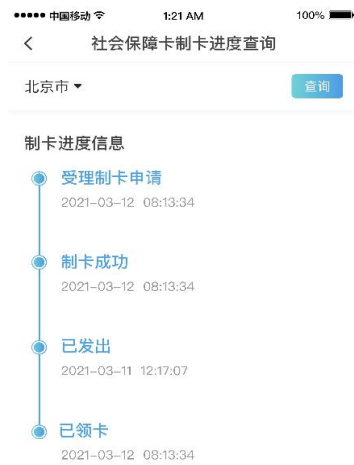 中国移动 1:21 AM 100%
社会保障卡制卡进度查询
北京市 查询
制卡进度信息
受理制卡申请
2021-03-12 08:13:34
制卡成功
2021-03-12 08:13:34
已发出
2021-03-11 12:17:07
已领卡
2021-03-12 08:13:34